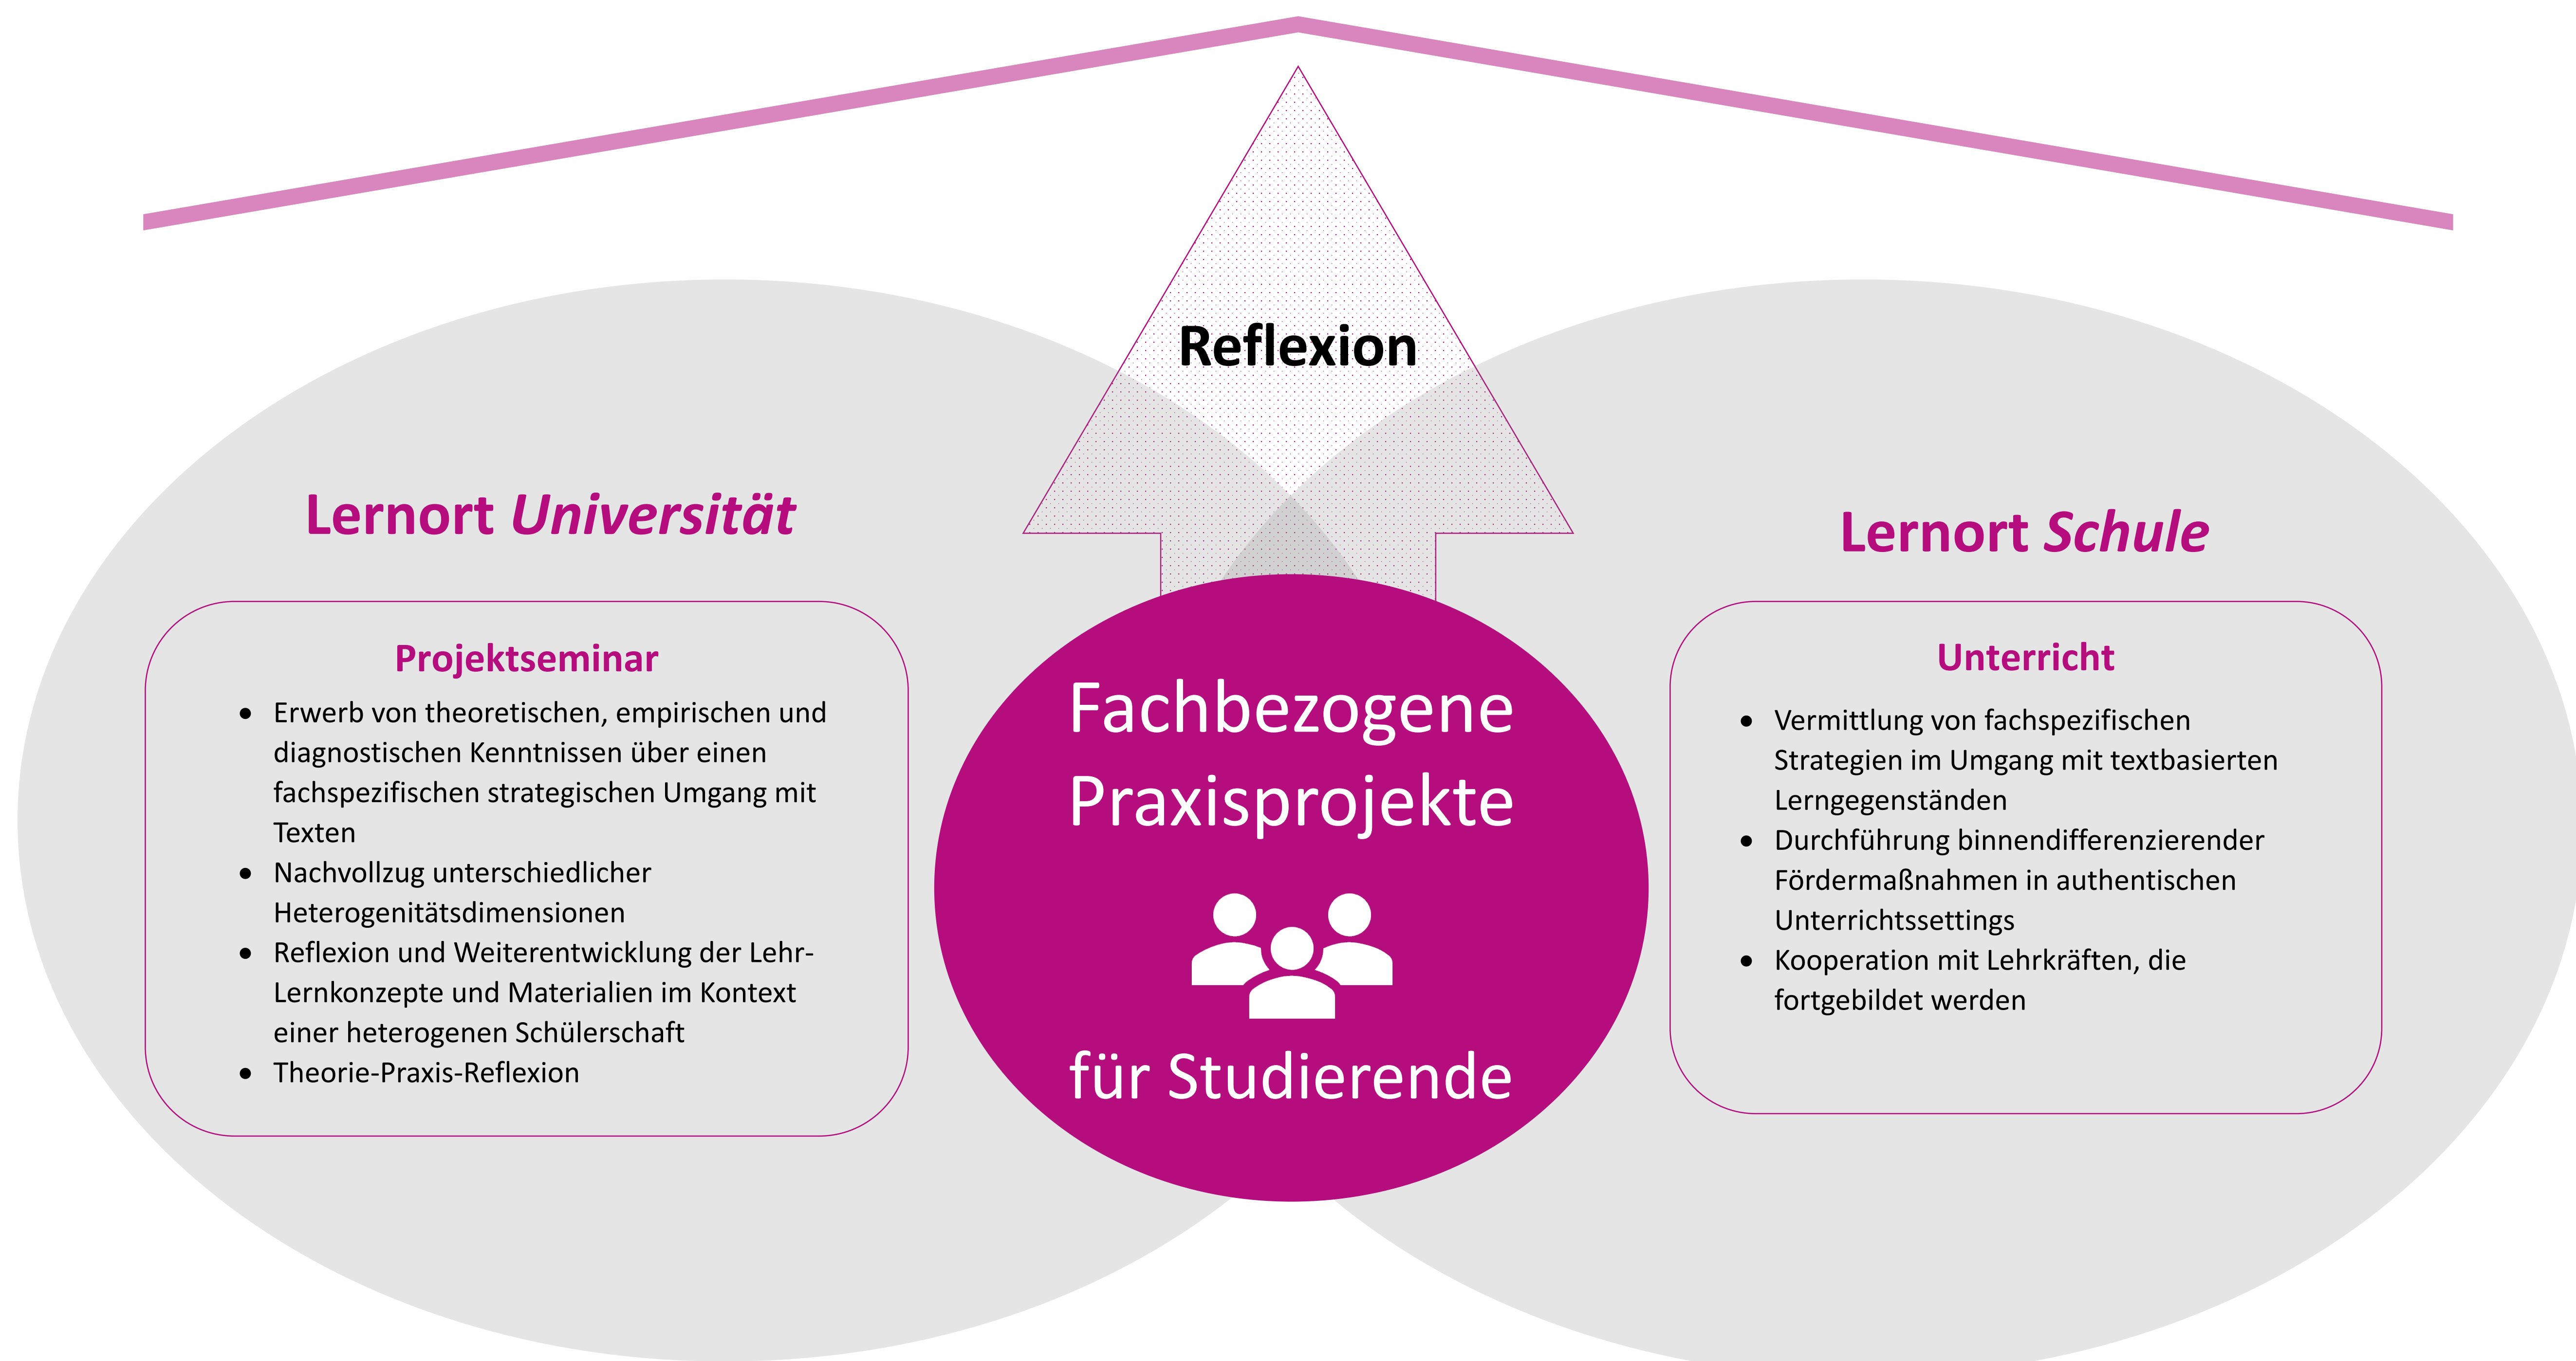 Reflexion
Lernort Universität
Projektseminar
• Erwerb von theoretischen, empirischen und
diagnostischen Kenntnissen über einen
fachspezifischen strategischen Umgang mit
Texten
• Nachvollzug unterschiedlicher
Heterogenitätsdimensionen
• Reflexion und Weiterentwicklung der Lehr-
Lernkonzepte und Materialien im Kontext
einer heterogenen Schülerschaft
• Theorie-Praxis-Reflexion
Fachbezogene
Praxisprojekte
für Studierende
Lernort Schule
Unterricht
• Vermittlung von fachspezifischen
Strategien im Umgang mit textbasierten
Lerngegenständen
• Durchführung binnendifferenzierender
Fördermaßnahmen in authentischen
Unterrichtssettings
• Kooperation mit Lehrkräften, die
fortgebildet werden